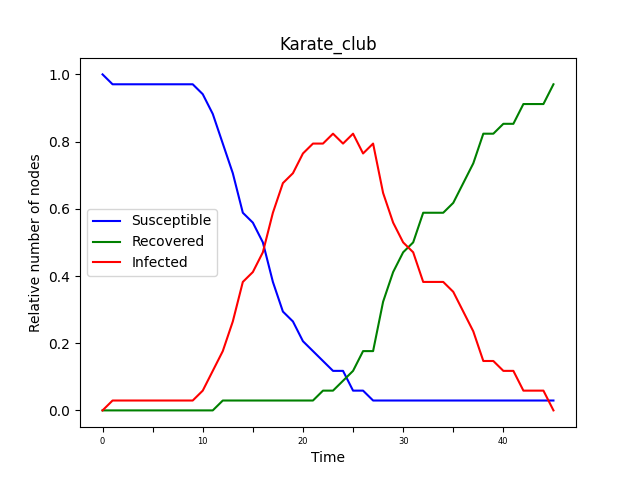 Karate_club
1.0
0.8
0.6
0.4
0.2
0.0
Relative number of nodes
Susceptible
Recovered
Infected
0 10 20 30 40
Time